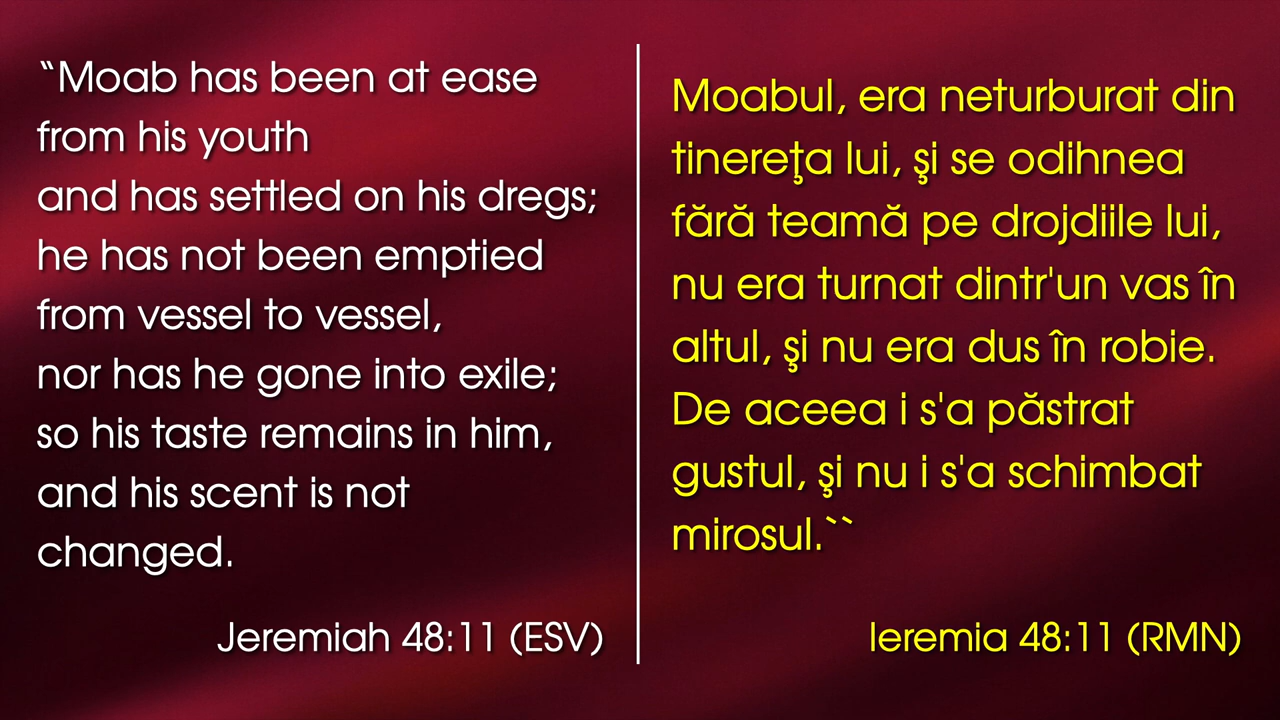 “Moab has been at ease
from his youth
and has settled on his dregs;
he has not been emptied
from vessel to vessel,
nor has he gone into exile;
so his taste remains in him,
and his scent is not
changed.
Jeremiah 48:11 (ESV)
Moabul, era neturburat din
tinereţa lui, şi se odihnea
fără teamă pe drojdiile lui,
nu era turnat dintr'un vas în
altul, şi nu era dus în robie.
De aceea i s'a păstrat
gustul, şi nu i s'a schimbat
mirosul.``
Ieremia 48:11 (RMN)